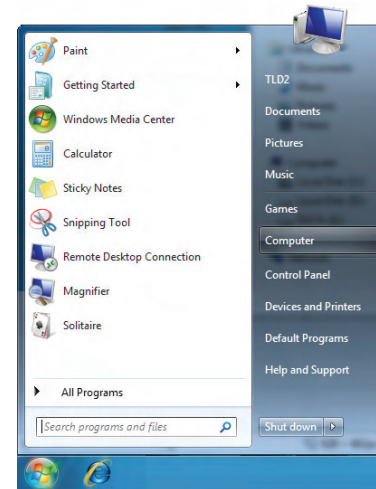 Paint
Getting Started
Windows Media Center
Calculator
Sticky Notes
Snipping Tool
Remote Desktop Connection
Magnifier
Solitaire
All Programs
Search programs and files
TLD2
Documents
Pictures
Music
Games
Computer
Control Panel
Devices and Printers
Default Programs
Help and Support
Shut down